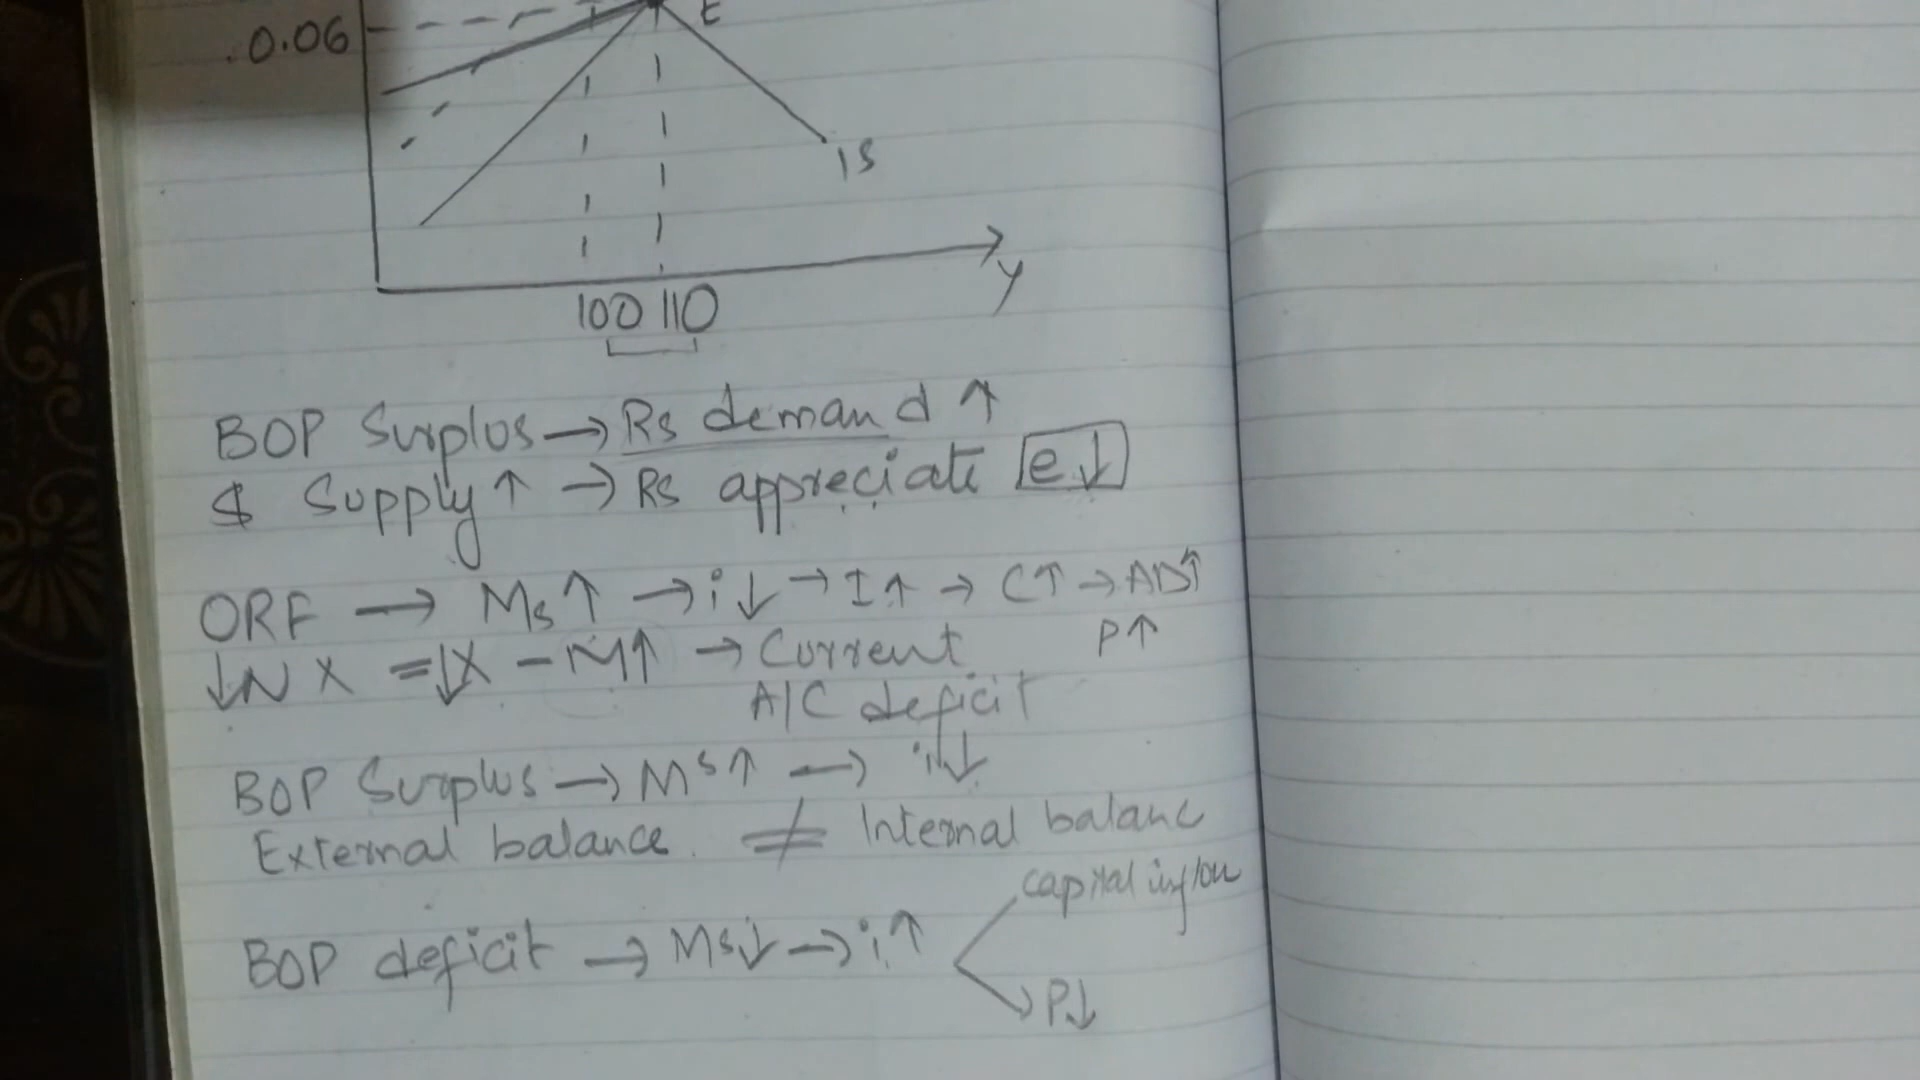 0.06
E
IS
y
100 110
BOP Surplus → Rs demand ↑
$ Supply ↑ → Rs appreciate e↓
ORF → Ms↑ → i↓ → I↑ → C↑ → AD↑
P↑
↓NX = ↓X - M↑ → Current
A/C deficit
BOP Surplus → Ms↑ → i↓
External balance ≠ Internal balanc
capital inflow
BOP deficit → Ms↓ → i↑
→ P↓